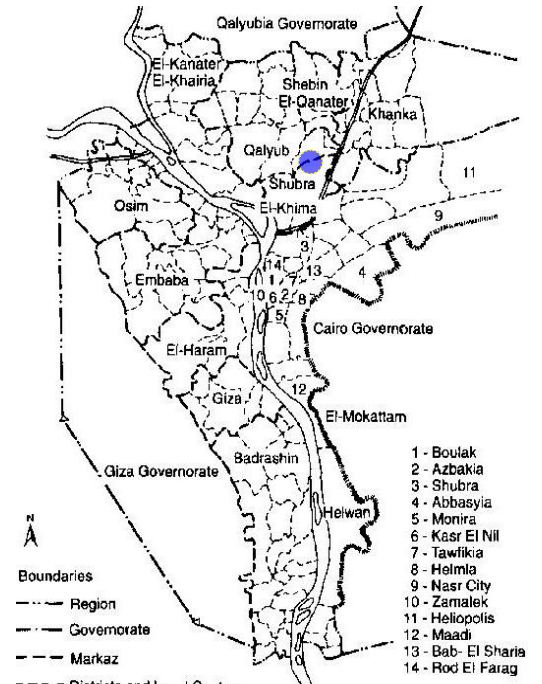 Qalyubia Governorate
El-Kanater
El-Khairia
Shebin
El-Qanater
Khanka
Qalyub
11
Shubra
El-Khima
9
Osim
3
14
13
4
Embaba
1
7
0
6
2
8
5
Cairo Governorate
El-Haram
12
Giza
El-Mokattam
Giza Governorate
Badrashin
Helwan
1 - Boulak
2 - Azbakia
3 - Shubra
4 - Abbasyia
5 - Monira
6 - Kasr El Nil
7 - Tawfikia
8 - Helmla
9 - Nasr City
10 - Zamalek
11 - Heliopolis
12 - Maadi
13 - Bab- El Sharia
14 - Rod El Farag
N
Boundaries
Region
Governorate
Markaz